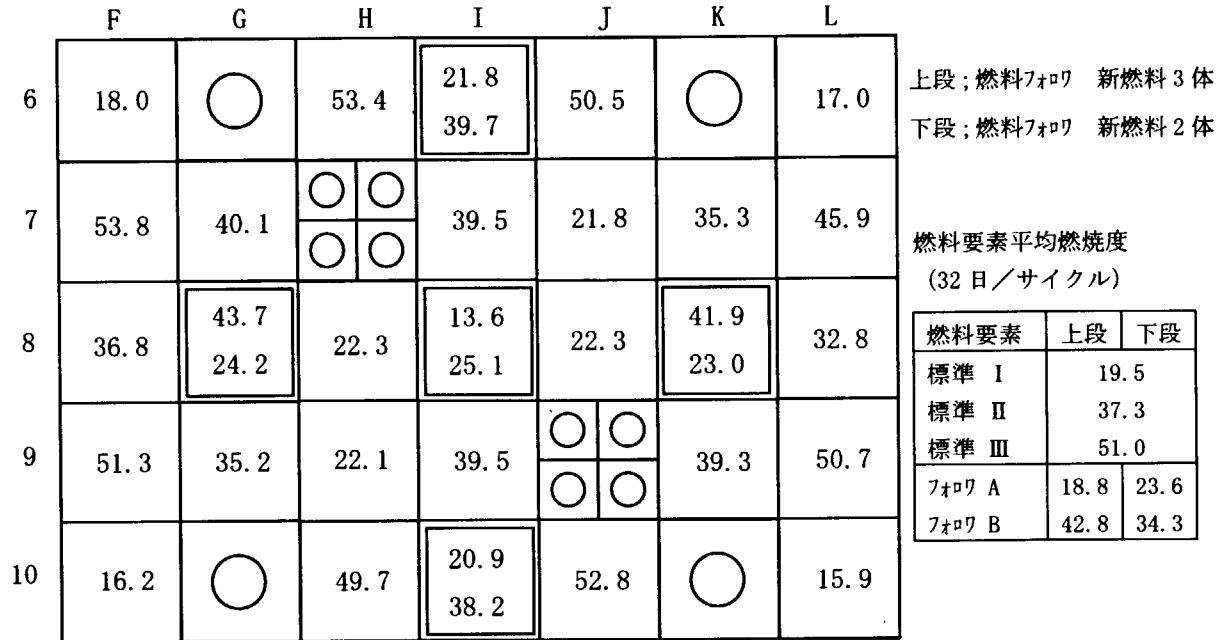 F G H I J K L
6 18.0 53.4 21.8 50.5 17.0
39.7
7 53.8 40.1 39.5 21.8 35.3 45.9
8 36.8 43.7 22.3 13.6 22.3 41.9 32.8
24.2 25.1 23.0
9 51.3 35.2 22.1 39.5 39.3 50.7
10 16.2 49.7 20.9 52.8 15.9
38.2
上段;燃料ﾌｫﾛﾜ 新燃料3体
下段;燃料ﾌｫﾛﾜ 新燃料2体
燃料要素平均燃焼度
(32日/サイクル)
燃料要素 上段 下段
標準 Ⅰ 19.5
標準 Ⅱ 37.3
標準 Ⅲ 51.0
ﾌｫﾛﾜ A 18.8 23.6
ﾌｫﾛﾜ B 42.8 34.3